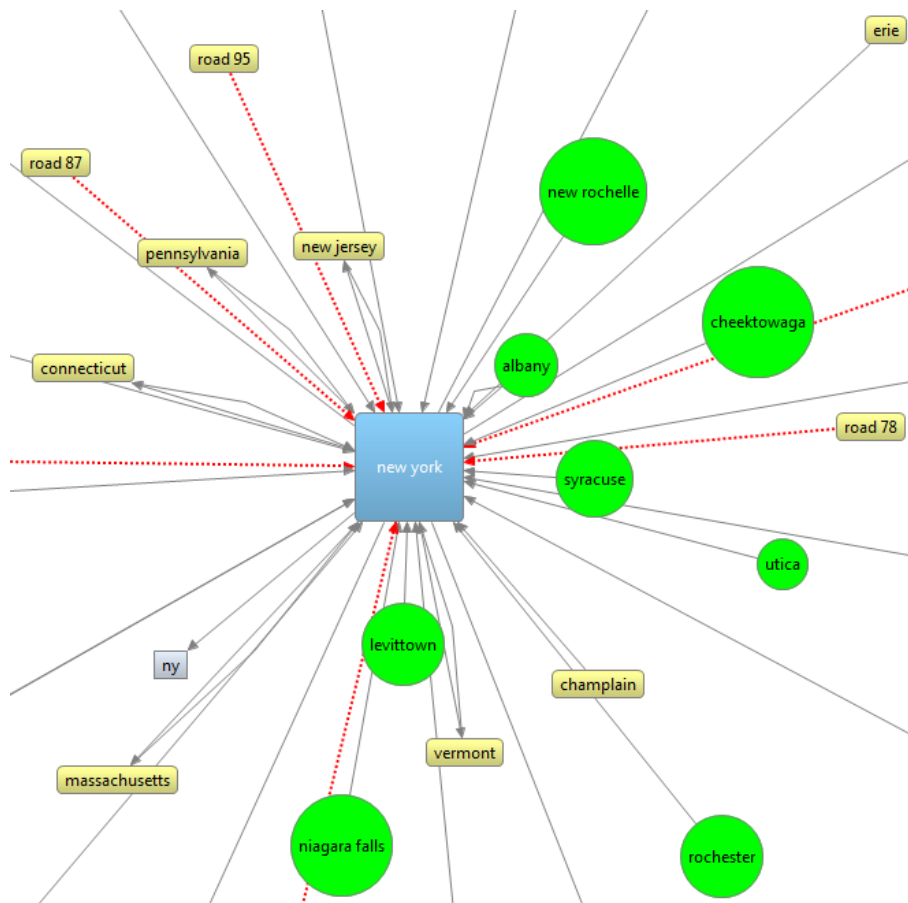 erie
road 95
road 87
new rochelle
pennsylvania
new jersey
cheektowaga
connecticut
albany
road 78
new york
syracuse
utica
levittown
ny
champlain
vermont
massachusetts
niagara falls
rochester